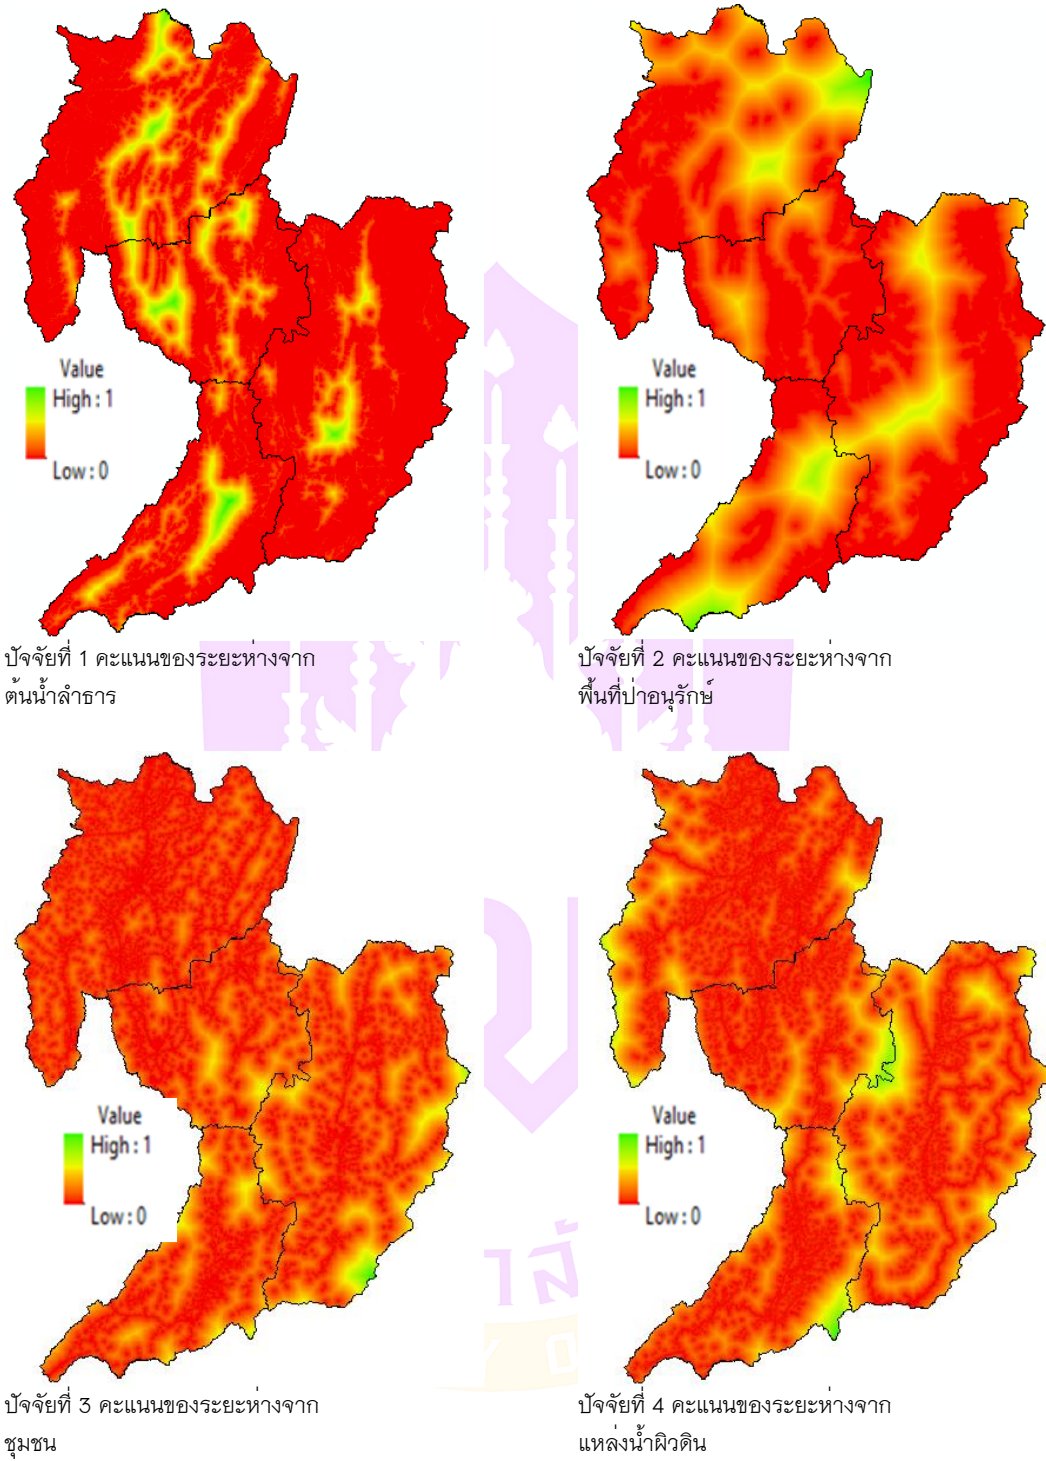 Value
High : 1
Low : 0
Value
High : 1
Low : 0
ปัจจัยที่ 1 คะแนนของระยะห่างจาก
ต้นน้ำลำธาร
ปัจจัยที่ 2 คะแนนของระยะห่างจาก
พื้นที่ป่าอนุรักษ์
Value
High : 1
Low : 0
Value
High : 1
Low : 0
ปัจจัยที่ 3 คะแนนของระยะห่างจาก
ชุมชน
ปัจจัยที่ 4 คะแนนของระยะห่างจาก
แหล่งน้ำผิวดิน